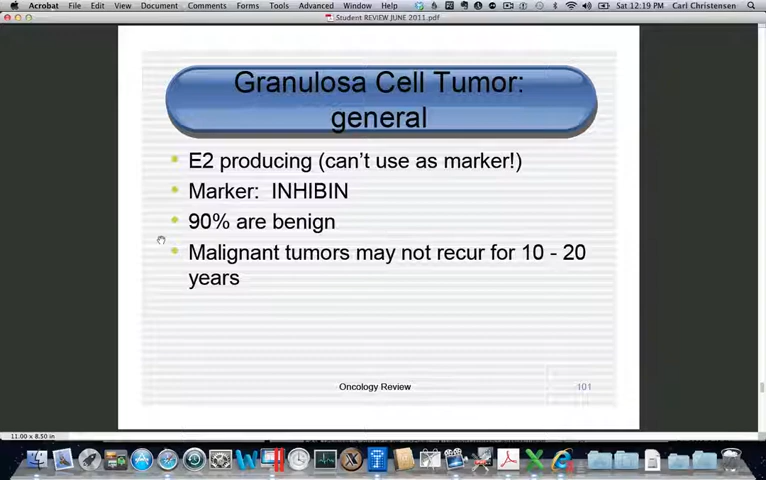 Acrobat File Edit View Document Comments Forms Tools Advanced Window Help Sat 12:19 PM Carl Christensen
Student REVIEW JUNE 2011.pdf
Granulosa Cell Tumor:
general
E2 producing (can't use as marker!)
Marker: INHIBIN
90% are benign
Malignant tumors may not recur for 10 - 20
years
Oncology Review
101
11.00 x 8.50 in